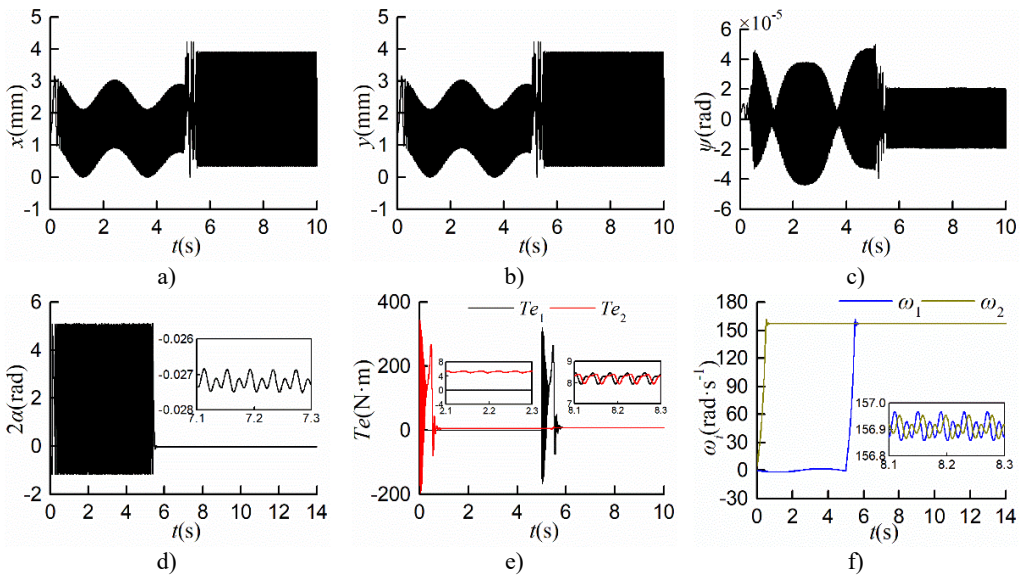 5
4
3
2
1
0
-1
x(mm)
0 2 4 6 8 10
t(s)
a)
5
4
3
2
1
0
-1
y(mm)
0 2 4 6 8 10
t(s)
b)
×10⁻⁵
6
4
2
0
-2
-4
-6
ψ(rad)
0 2 4 6 8 10
t(s)
c)
6
4
2
0
-2
2α(rad)
-0.026
-0.027
-0.028
7.1 7.2 7.3
0 2 4 6 8 10 12 14
t(s)
d)
400
200
0
-200
Te(N·m)
Te₁ Te₂
8
4
0
-4
2.1 2.2 2.3
9
8
7
8.1 8.2 8.3
0 2 4 6 8 10
t(s)
e)
180
150
120
90
60
30
0
-30
ωᵢ(rad·s⁻¹)
ω₁ ω₂
157.0
156.9
156.8
8.1 8.2 8.3
0 2 4 6 8 10 12 14
t(s)
f)